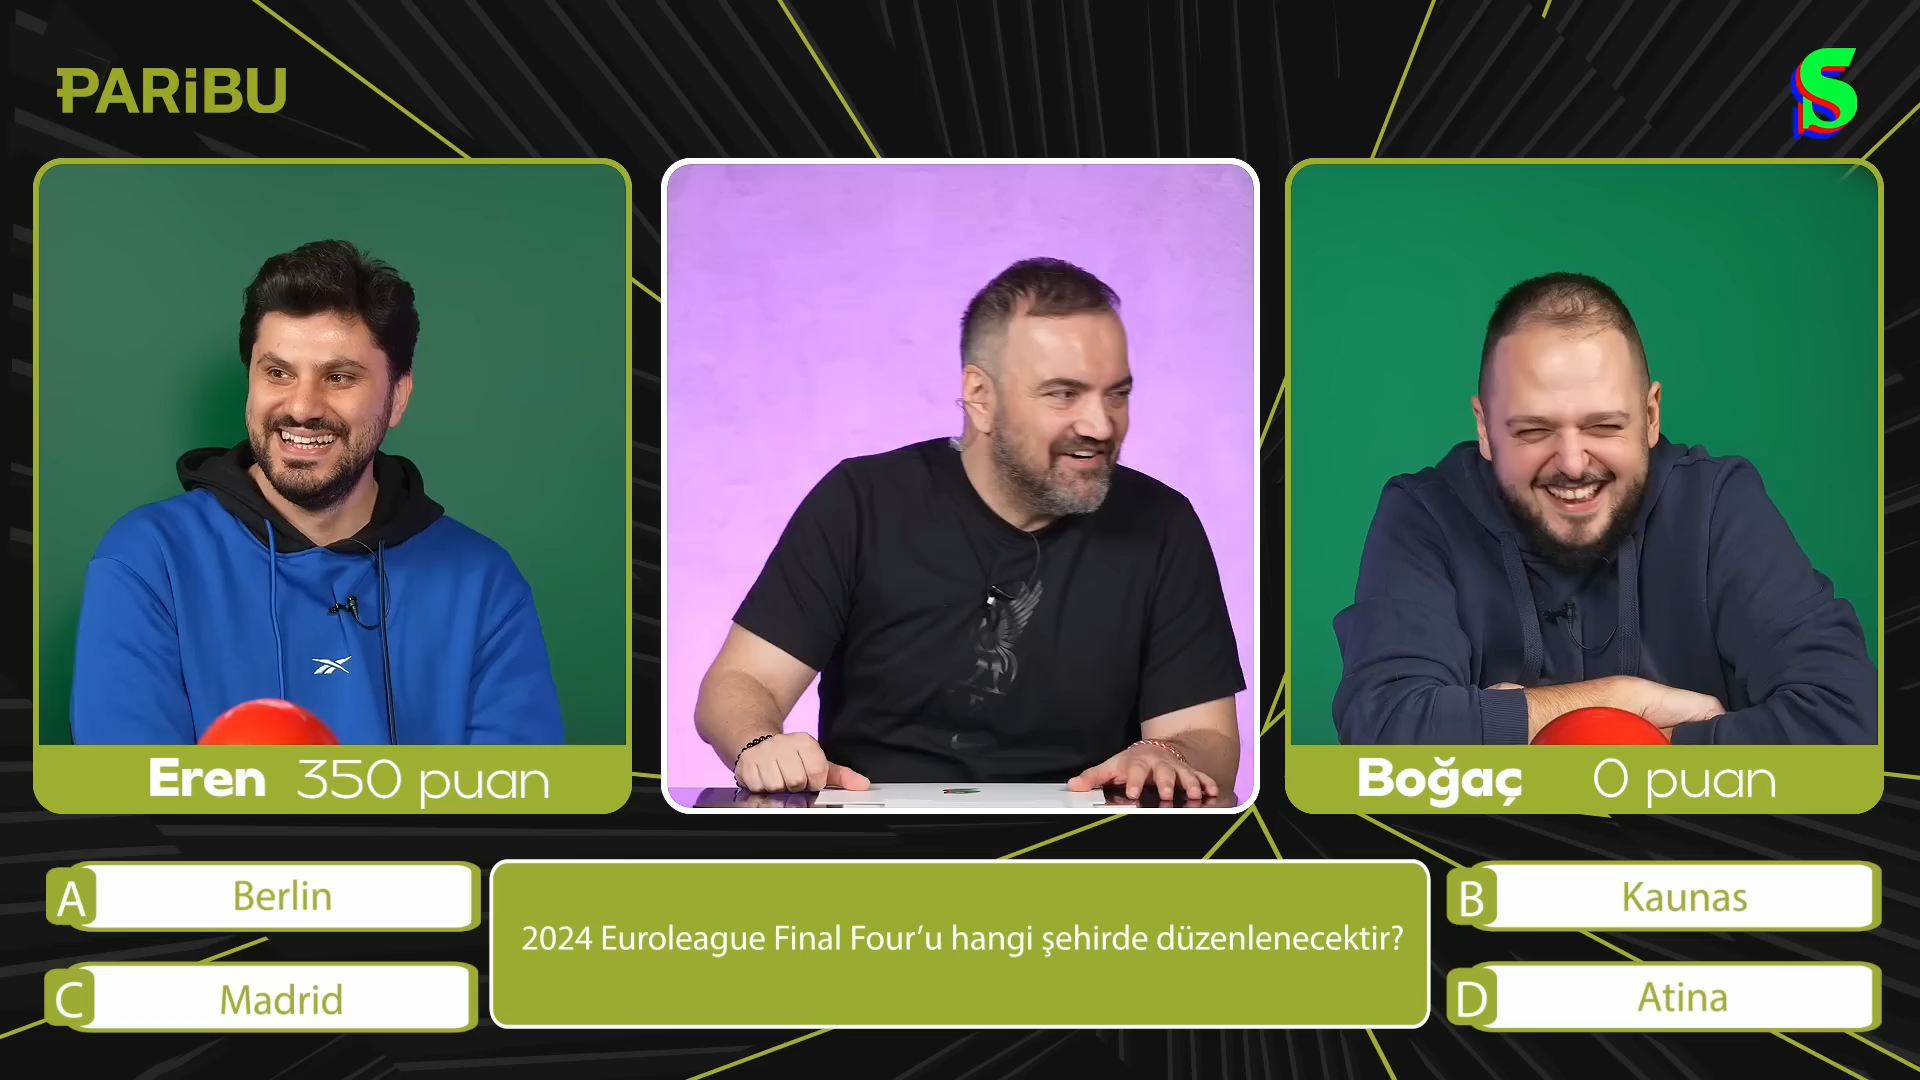 PARiBU
S
Eren 350 puan
Boğaç 0 puan
A Berlin
2024 Euroleague Final Four’u hangi şehirde düzenlenecektir?
B Kaunas
C Madrid
D Atina